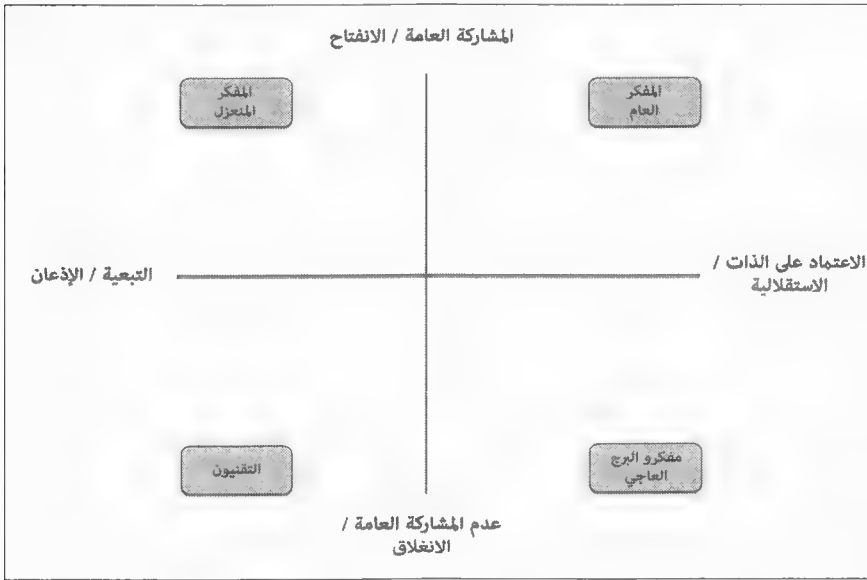 المشاركة العامة / الانفتاح
المفكر
العام
المفكر
المنعزل
الاعتماد على الذات /
الاستقلالية
التبعية / الإذعان
مفكرو البرج
العاجي
التقنيون
عدم المشاركة العامة /
الانغلاق